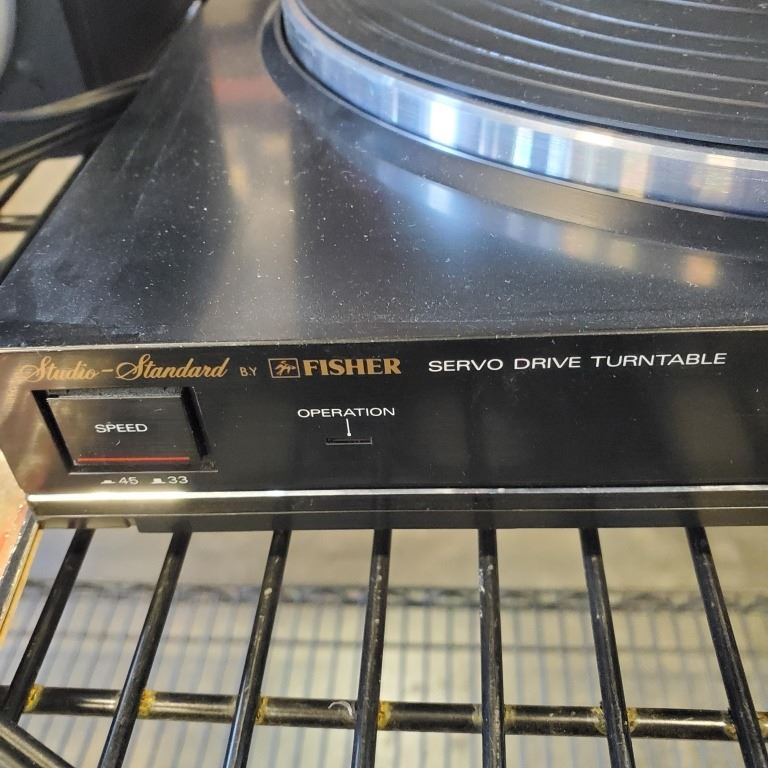 Studio-Standard BY FISHER SERVO DRIVE TURNTABLE
SPEED
OPERATION
45 33